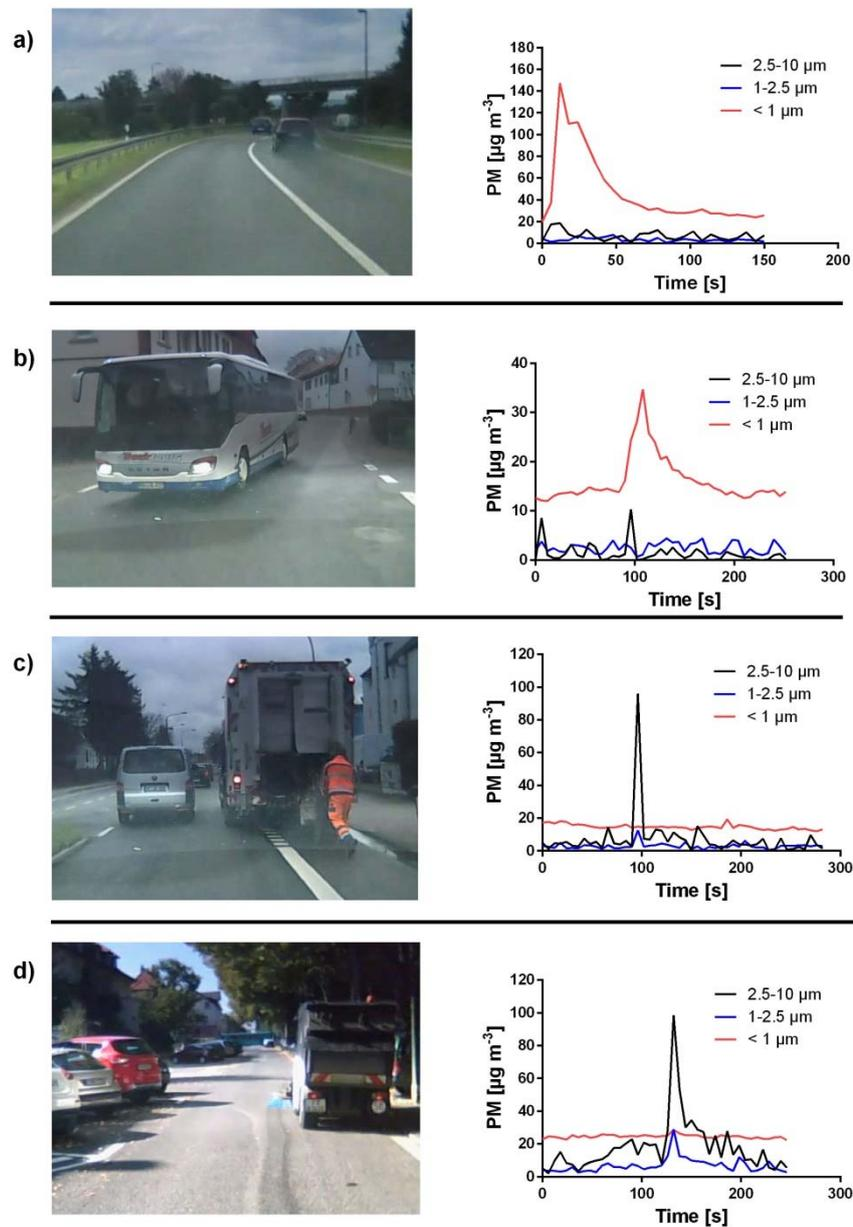 a)
PM [µg m-3]
180
160
140
120
100
80
60
40
20
0
2.5-10 µm
1-2.5 µm
< 1 µm
0 50 100 150 200
Time [s]
b)
PM [µg m-3]
40
30
20
10
0
2.5-10 µm
1-2.5 µm
< 1 µm
0 100 200 300
Time [s]
c)
PM [µg m-3]
120
100
80
60
40
20
0
2.5-10 µm
1-2.5 µm
< 1 µm
0 100 200 300
Time [s]
d)
PM [µg m-3]
120
100
80
60
40
20
0
2.5-10 µm
1-2.5 µm
< 1 µm
0 100 200 300
Time [s]